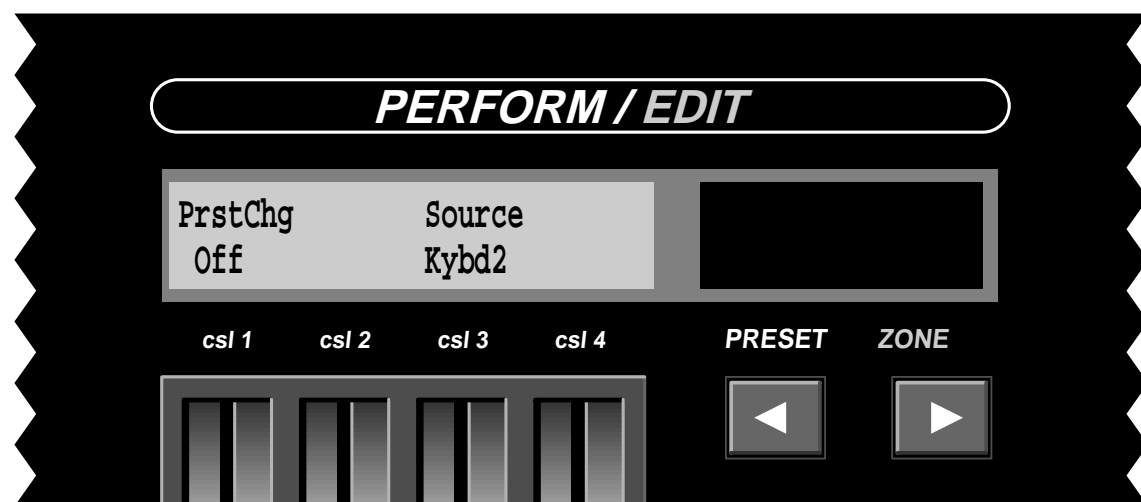 PERFORM / EDIT
PrstChg Source
Off Kybd2
csl 1 csl 2 csl 3 csl 4 PRESET ZONE